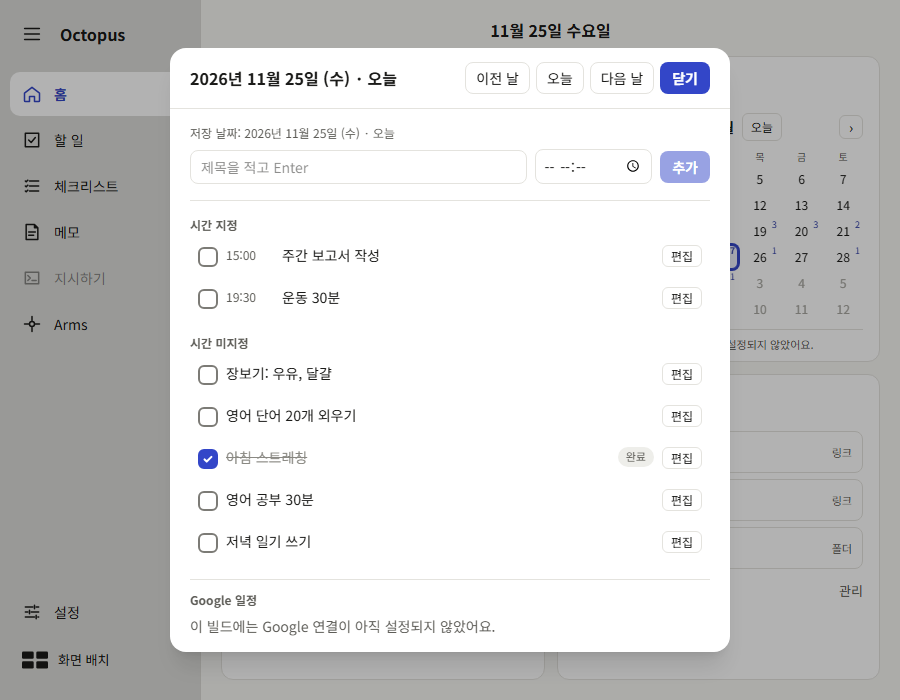 Octopus
홈
할 일
체크리스트
메모
지시하기
Arms
설정
화면 배치
11월 25일 수요일
2026년 11월 25일 (수) · 오늘
이전 날
오늘
다음 날
닫기
저장 날짜: 2026년 11월 25일 (수) · 오늘
제목을 적고 Enter
-- --:--
추가
시간 지정
15:00 주간 보고서 작성 편집
19:30 운동 30분 편집
시간 미지정
장보기: 우유, 달걀 편집
영어 단어 20개 외우기 편집
아침 스트레칭 완료 편집
영어 공부 30분 편집
저녁 일기 쓰기 편집
Google 일정
이 빌드에는 Google 연결이 아직 설정되지 않았어요.
오늘 ›
목 금 토
5 6 7
12 13 14
19 3 20 3 21 2
7 26 1 27 28 1
1 3 4 5
10 11 12
설정되지 않았어요.
링크
링크
폴더
관리